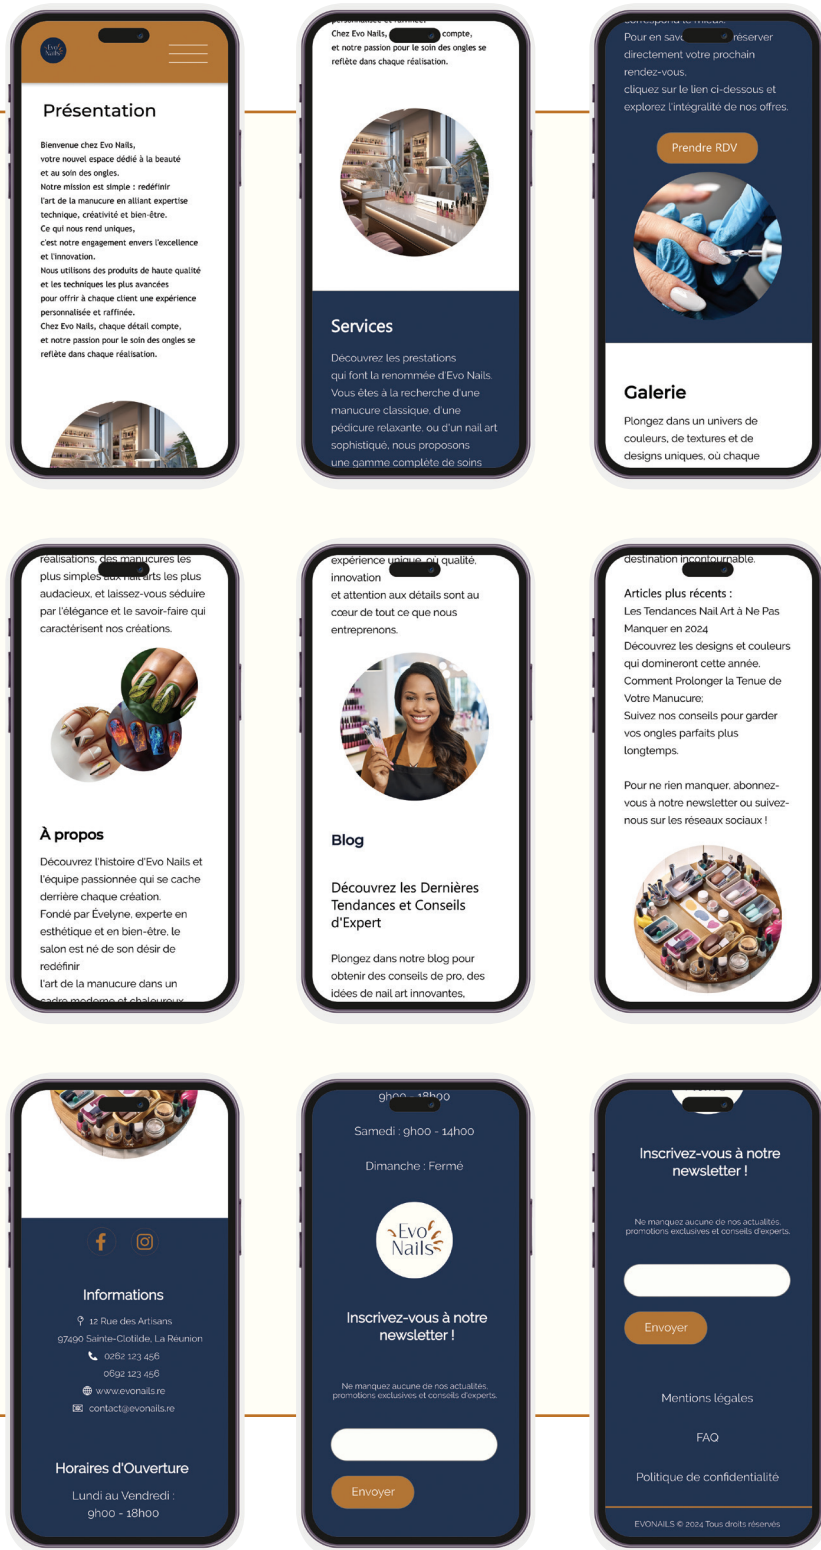 Evo
Nails
Présentation
Bienvenue chez Evo Nails,
votre nouvel espace dédié à la beauté
et au soin des ongles.
Notre mission est simple : redéfinir
l'art de la manucure en alliant expertise
technique, créativité et bien-être.
Ce qui nous rend uniques,
c'est notre engagement envers l'excellence
et l'innovation.
Nous utilisons des produits de haute qualité
et les techniques les plus avancées
pour offrir à chaque client une expérience
personnalisée et raffinée.
Chez Evo Nails, chaque détail compte,
et notre passion pour le soin des ongles se
reflète dans chaque réalisation.
personnalisée et raffinée.
Chez Evo Nails, compte,
et notre passion pour le soin des ongles se
reflète dans chaque réalisation.
Services
Découvrez les prestations
qui font la renommée d'Evo Nails.
Vous êtes à la recherche d'une
manucure classique, d'une
pédicure relaxante, ou d'un nail art
sophistiqué, nous proposons
une gamme complète de soins
correspond le mieux.
Pour en réserver
directement votre prochain
rendez-vous,
cliquez sur le lien ci-dessous et
explorez l'intégralité de nos offres.
Prendre RDV
Galerie
Plongez dans un univers de
couleurs, de textures et de
designs uniques, où chaque
réalisations, des manucures les
plus simples aux nail arts les plus
audacieux, et laissez-vous séduire
par l'élégance et le savoir-faire qui
caractérisent nos créations.
À propos
Découvrez l'histoire d'Evo Nails et
l'équipe passionnée qui se cache
derrière chaque création.
Fondé par Évelyne, experte en
esthétique et en bien-être, le
salon est né de son désir de
redéfinir
l'art de la manucure dans un
cadre moderne et chaleureux
expérience unique, où qualité,
innovation
et attention aux détails sont au
cœur de tout ce que nous
entreprenons.
Blog
Découvrez les Dernières
Tendances et Conseils
d'Expert
Plongez dans notre blog pour
obtenir des conseils de pro, des
idées de nail art innovantes,
destination incontournable.
Articles plus récents :
Les Tendances Nail Art à Ne Pas
Manquer en 2024
Découvrez les designs et couleurs
qui domineront cette année.
Comment Prolonger la Tenue de
Votre Manucure;
Suivez nos conseils pour garder
vos ongles parfaits plus
longtemps.
Pour ne rien manquer, abonnez-
vous à notre newsletter ou suivez-
nous sur les réseaux sociaux !
Informations
12 Rue des Artisans
97490 Sainte-Clotilde, La Réunion
0262 123 456
0692 123 456
www.evonails.re
contact@evonails.re
Horaires d'Ouverture
Lundi au Vendredi :
9h00 - 18h00
9h00 - 18h00
Samedi : 9h00 - 14h00
Dimanche : Fermé
Evo
Nails
Inscrivez-vous à notre
newsletter !
Ne manquez aucune de nos actualités,
promotions exclusives et conseils d'experts.
Envoyer
Inscrivez-vous à notre
newsletter !
Ne manquez aucune de nos actualités,
promotions exclusives et conseils d'experts.
Envoyer
Mentions légales
FAQ
Politique de confidentialité
EVONAILS © 2024 Tous droits réservés